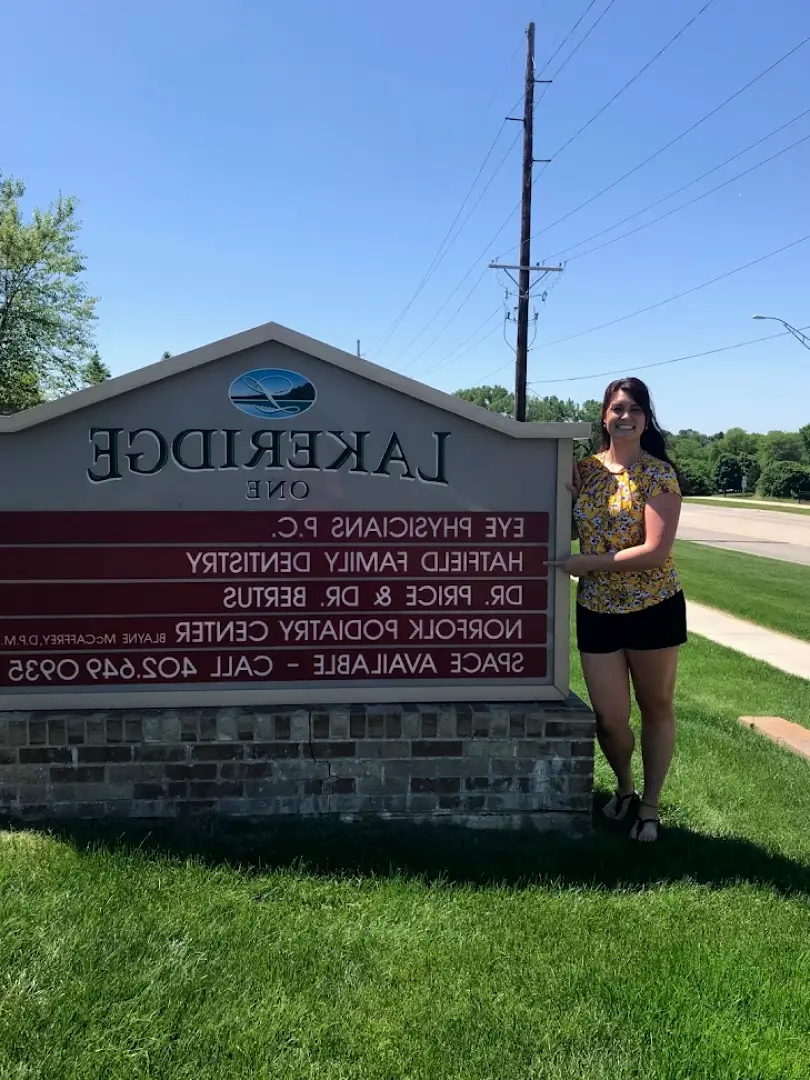 LAKERIDGE
ONE
EYE PHYSICIANS P.C.
HATFIELD FAMILY DENTISTRY
DR. PRICE & DR. BERTUS
NORFOLK PODIATRY CENTER BLAYNE MCCAFFREY, D.P.M.
SPACE AVAILABLE - CALL 402.649.0935